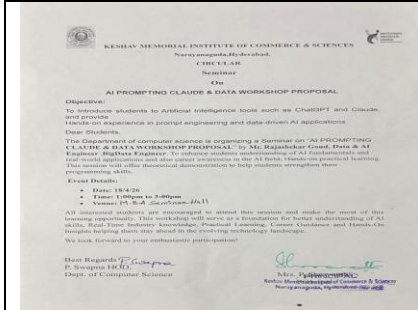 KESHAV MEMORIAL INSTITUTE OF COMMERCE & SCIENCES
Narayanaguda, Hyderabad.
CIRCULAR
Seminar
On
AI PROMPTING CLAUDE & DATA WORKSHOP PROPOSAL
Objective:
To Introduce students to Artificial Intelligence tools such as ChatGPT and Claude,
and provide
Hands-on experience in prompt engineering and data-driven AI applications.
Dear Students,
The Department of computer science is organizing a Seminar on "AI PROMPTING
CLAUDE & DATA WORKSHOP PROPOSAL" by Mr. Rajashekar Goud, Data & AI
Engineer ,BigData Engineer. To enhance students understanding of AI fundamentals and
real-world applications and also career awareness in the AI field. Hands-on practical learning.
This session will offer theoretical demonstration to help students strengthen their
programming skills.
Event Details:
• Date: 18/4/26
• Time: 1:00pm to 3:00pm
• Venue: M.B.A Seminar Hall
All interested students are encouraged to attend this session and make the most of this
learning opportunity. This workshop will serve as a foundation for better understanding of AI
skills, Real-Time Industry knowledge, Practical Learning, Career Guidance and Hands-On
Insights helping them stay ahead in the evolving technology landscape.
We look forward to your enthusiastic participation!
Best Regards P. Swapna
P. Swapna HOD,
Dept. of Computer Science
Mrs.
PRINCIPAL
Keshav Memorial Institute of Commerce & Sciences
Narayanaguda, Hyderabad